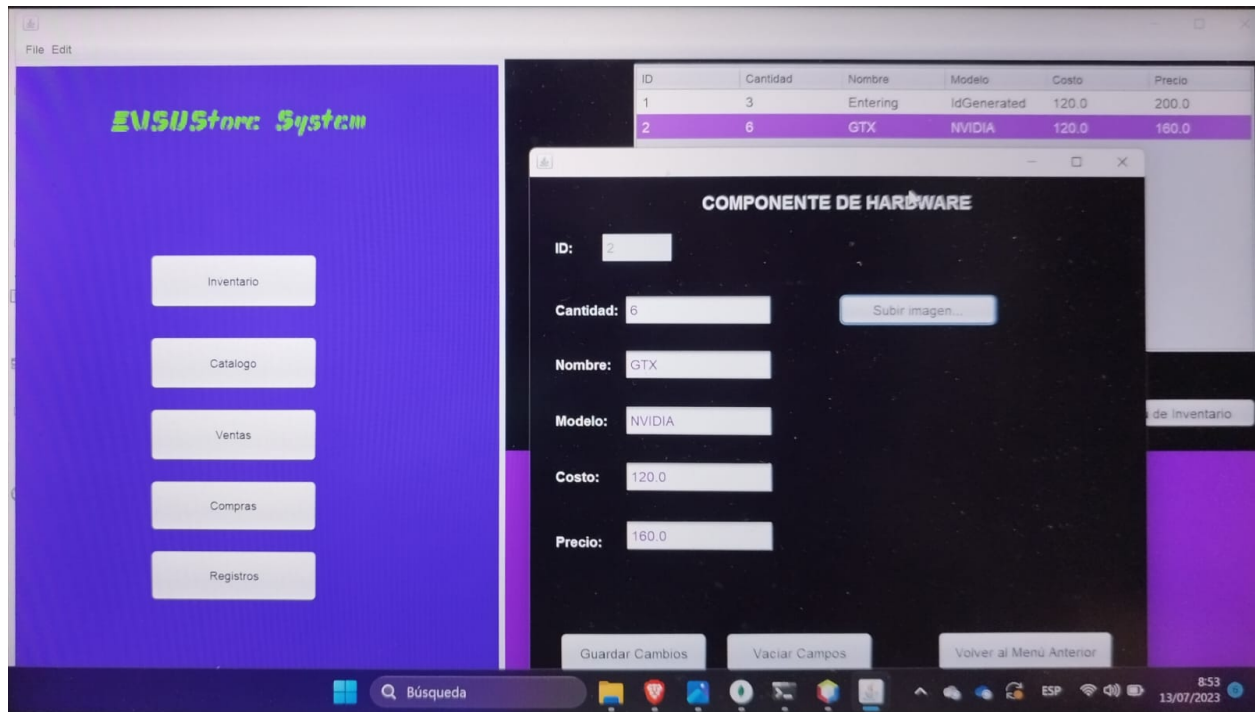 File Edit
EVSUStore System
Inventario
Catalogo
Ventas
Compras
Registros
ID Cantidad Nombre Modelo Costo Precio
1 3 Entering IdGenerated 120.0 200.0
2 6 GTX NVIDIA 120.0 160.0
COMPONENTE DE HARDWARE
ID: 2
Cantidad: 6
Subir imagen...
Nombre: GTX
Modelo: NVIDIA
Costo: 120.0
Precio: 160.0
de Inventario
Guardar Cambios Vaciar Campos Volver al Menú Anterior
Búsqueda
ESP
8:53
13/07/2023